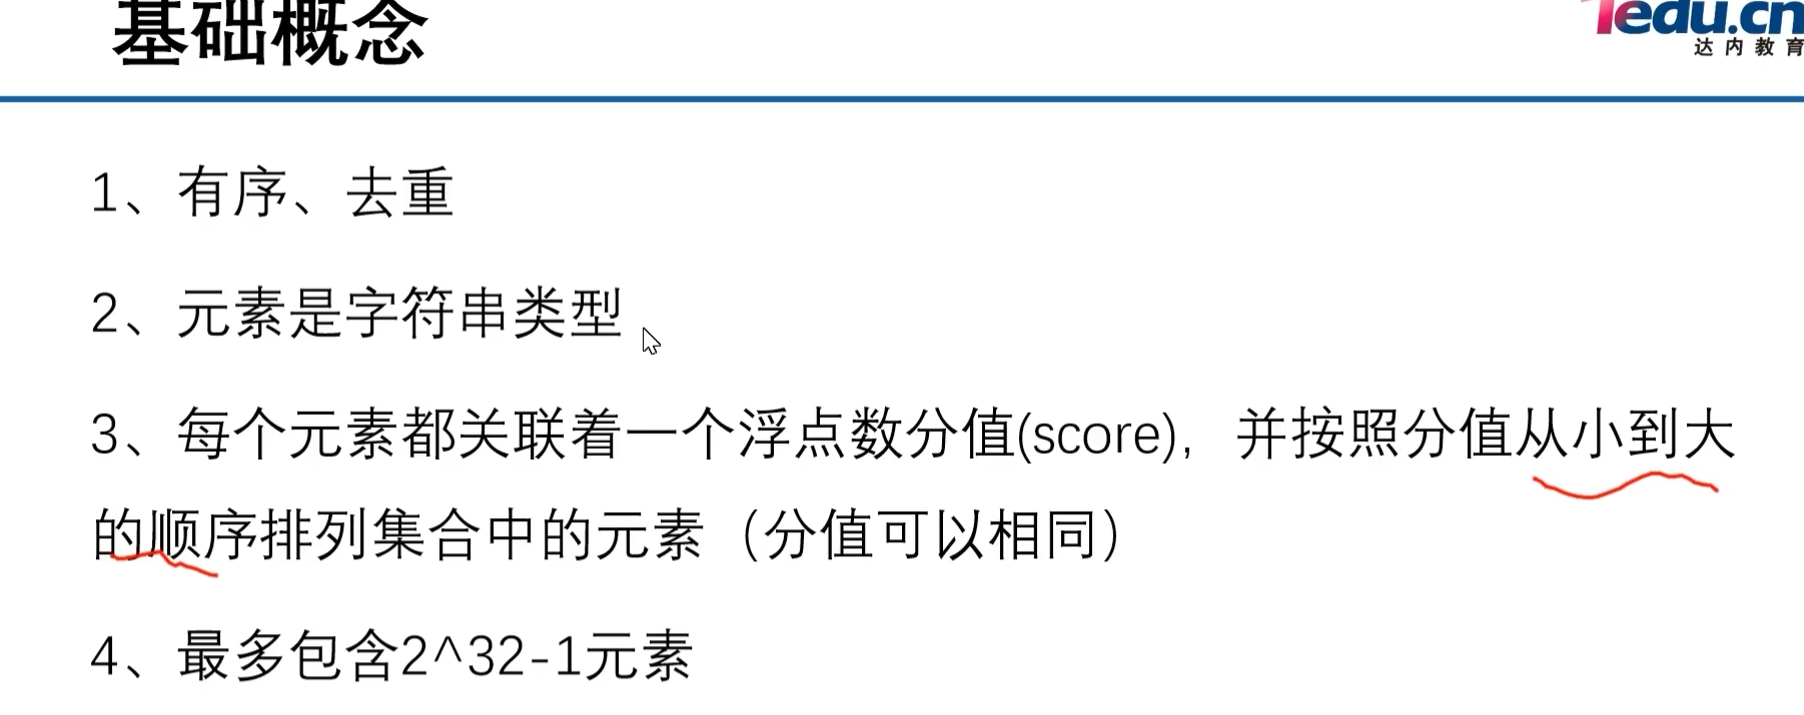 基础概念
Tedu.cn
达内教育
1、有序、去重
2、元素是字符串类型
3、每个元素都关联着一个浮点数分值(score)，并按照分值从小到大
的顺序排列集合中的元素（分值可以相同）
4、最多包含2^32-1元素